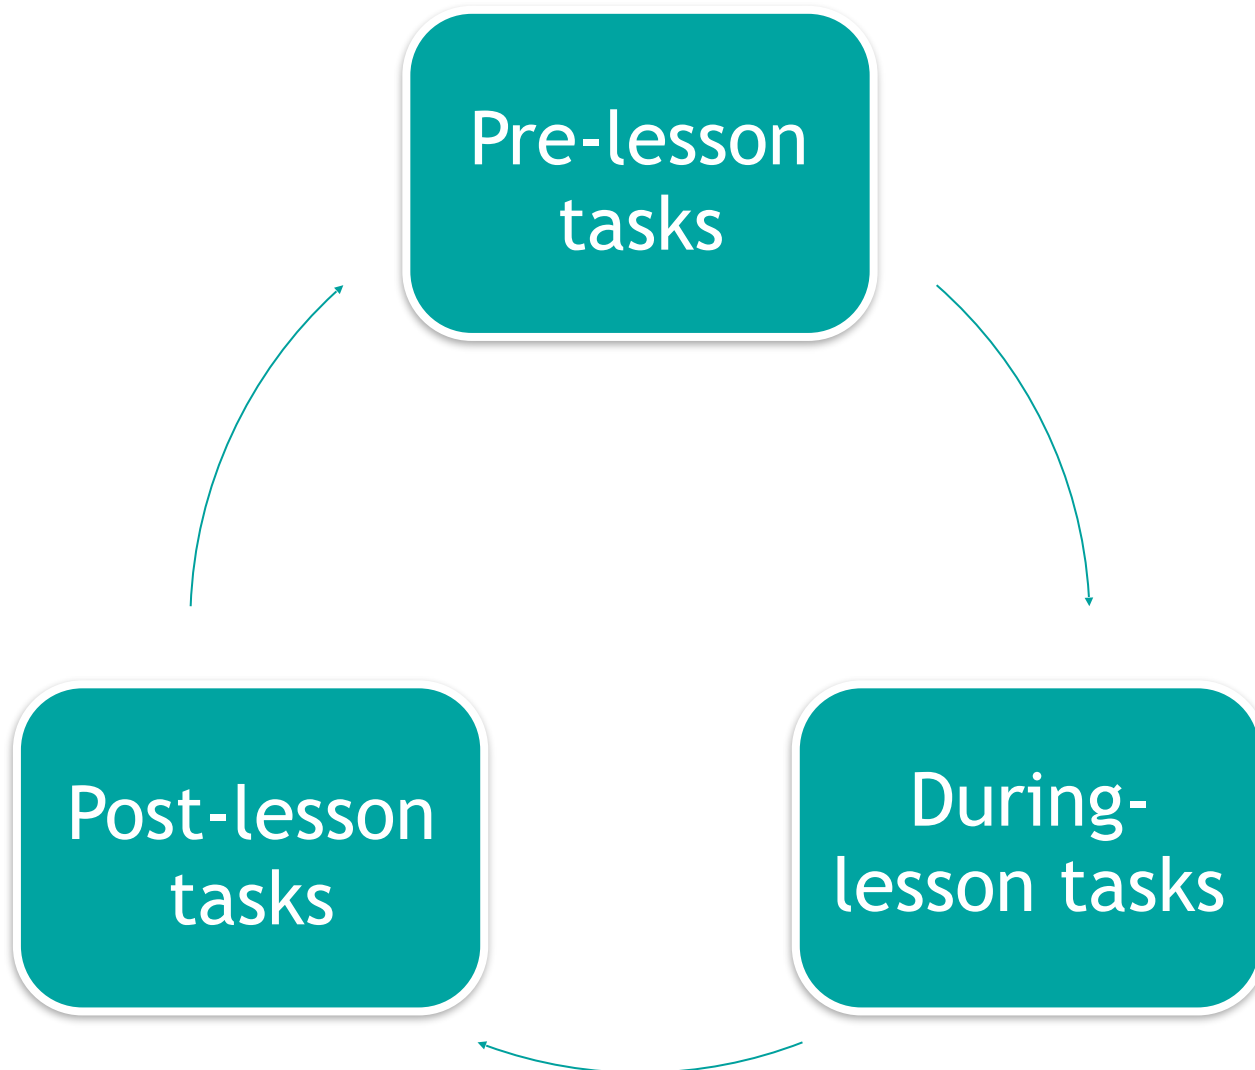 Pre-lesson
tasks
During-
lesson tasks
Post-lesson
tasks